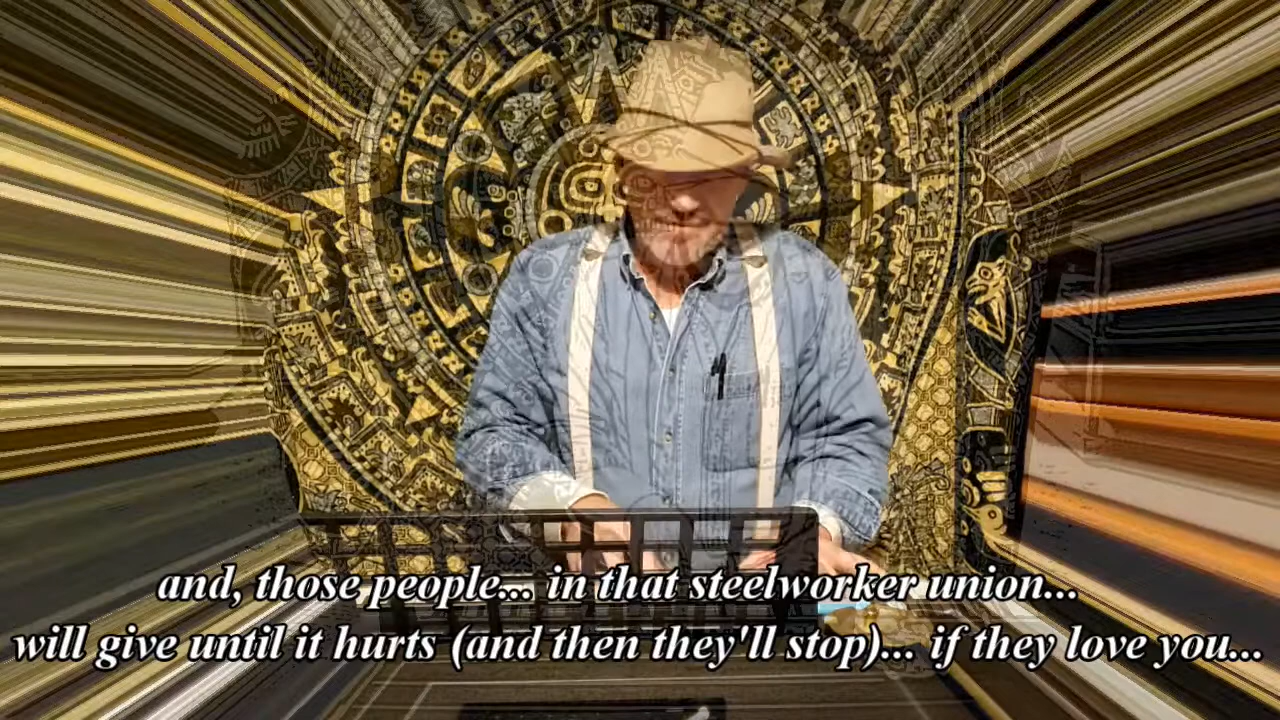 and, those people... in that steelworker union...
will give until it hurts (and then they'll stop)... if they love you...